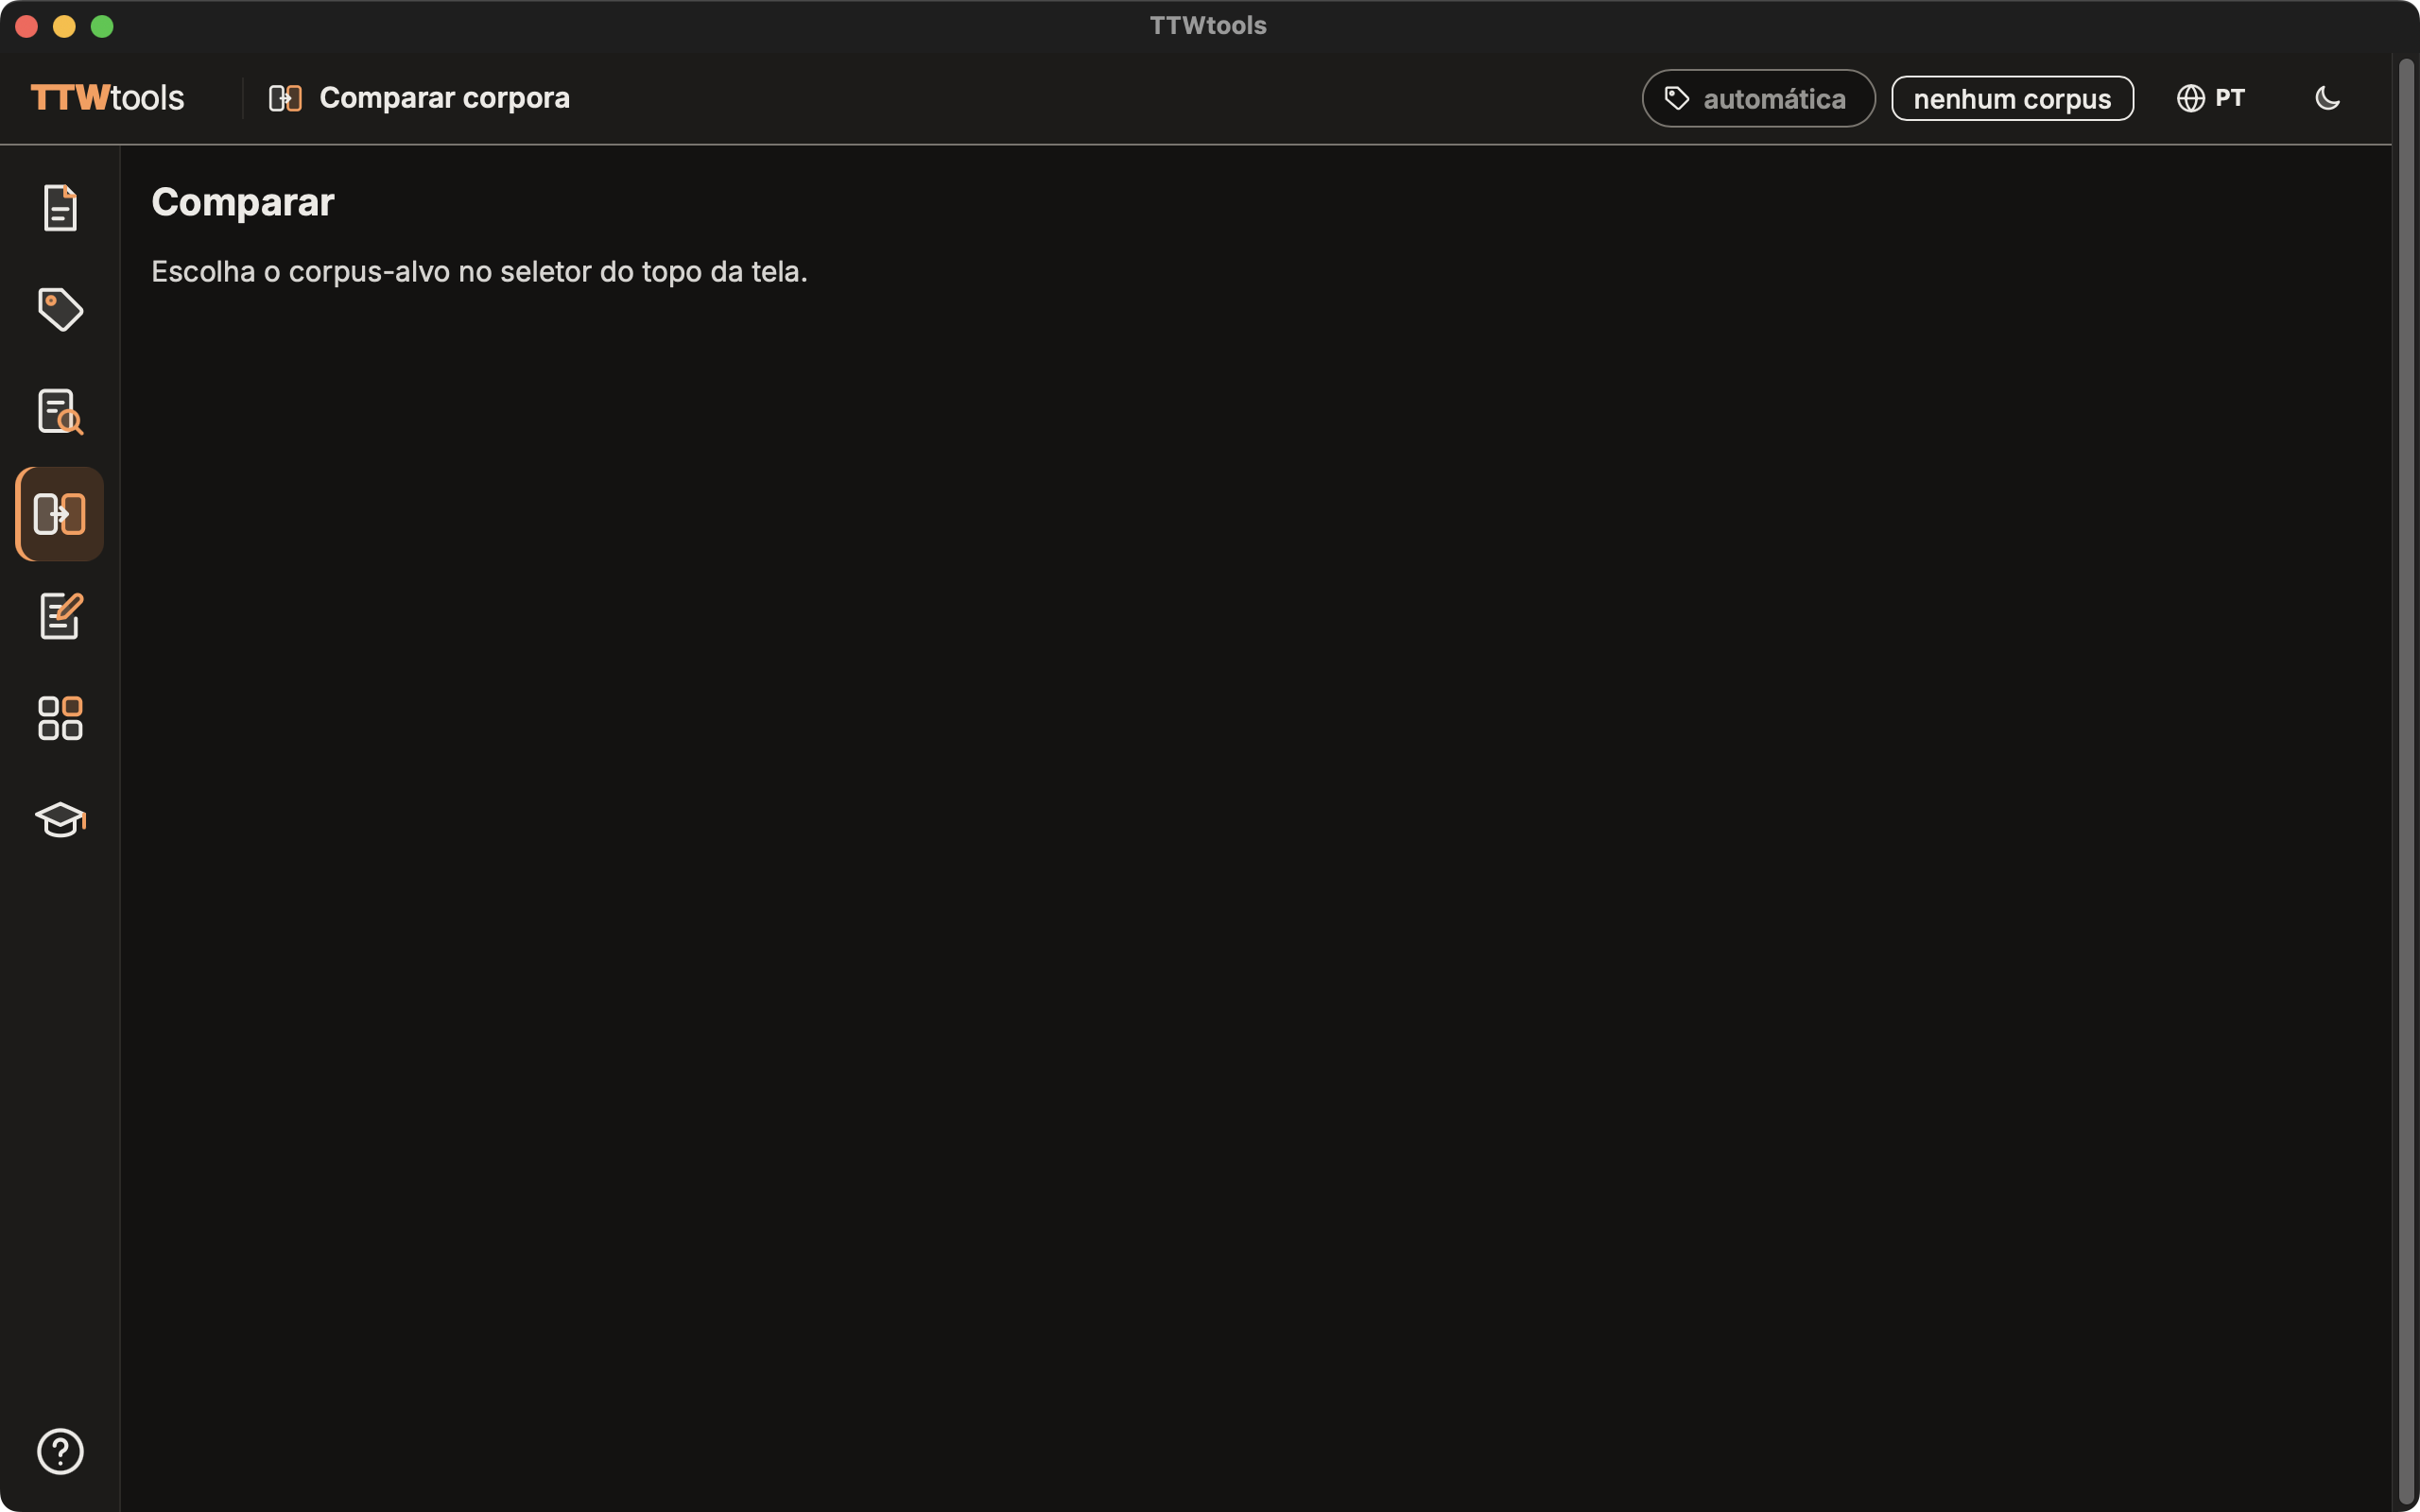 TTWtools
TTWtools
Comparar corpora
automática
nenhum corpus
PT
Comparar
Escolha o corpus-alvo no seletor do topo da tela.